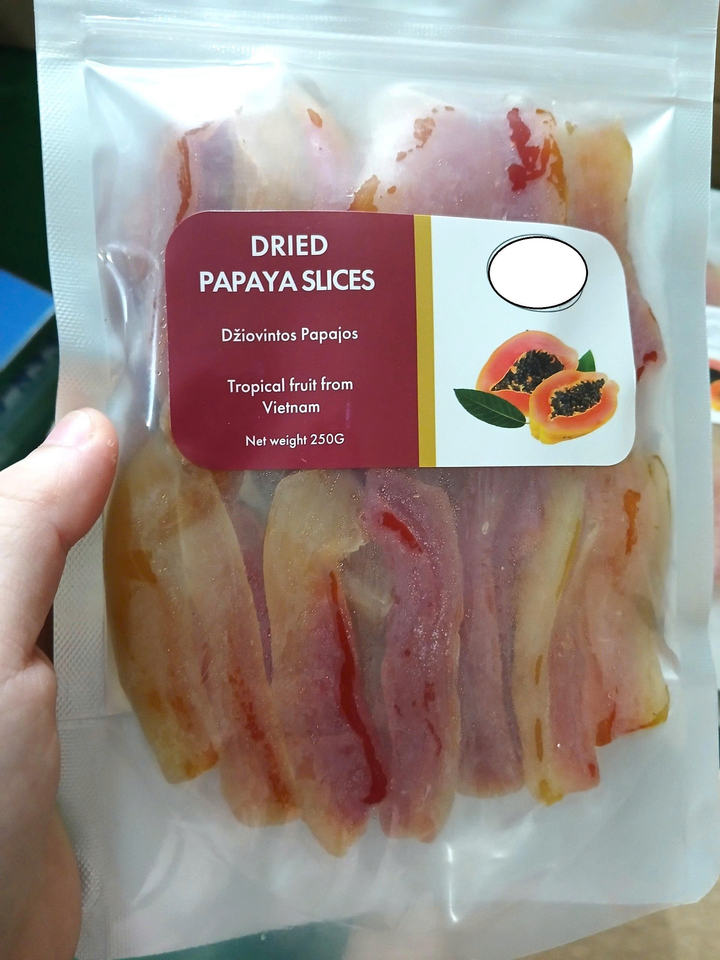 DRIED
PAPAYA SLICES
Džiovintos Papajos
Tropical fruit from
Vietnam
Net weight 250G